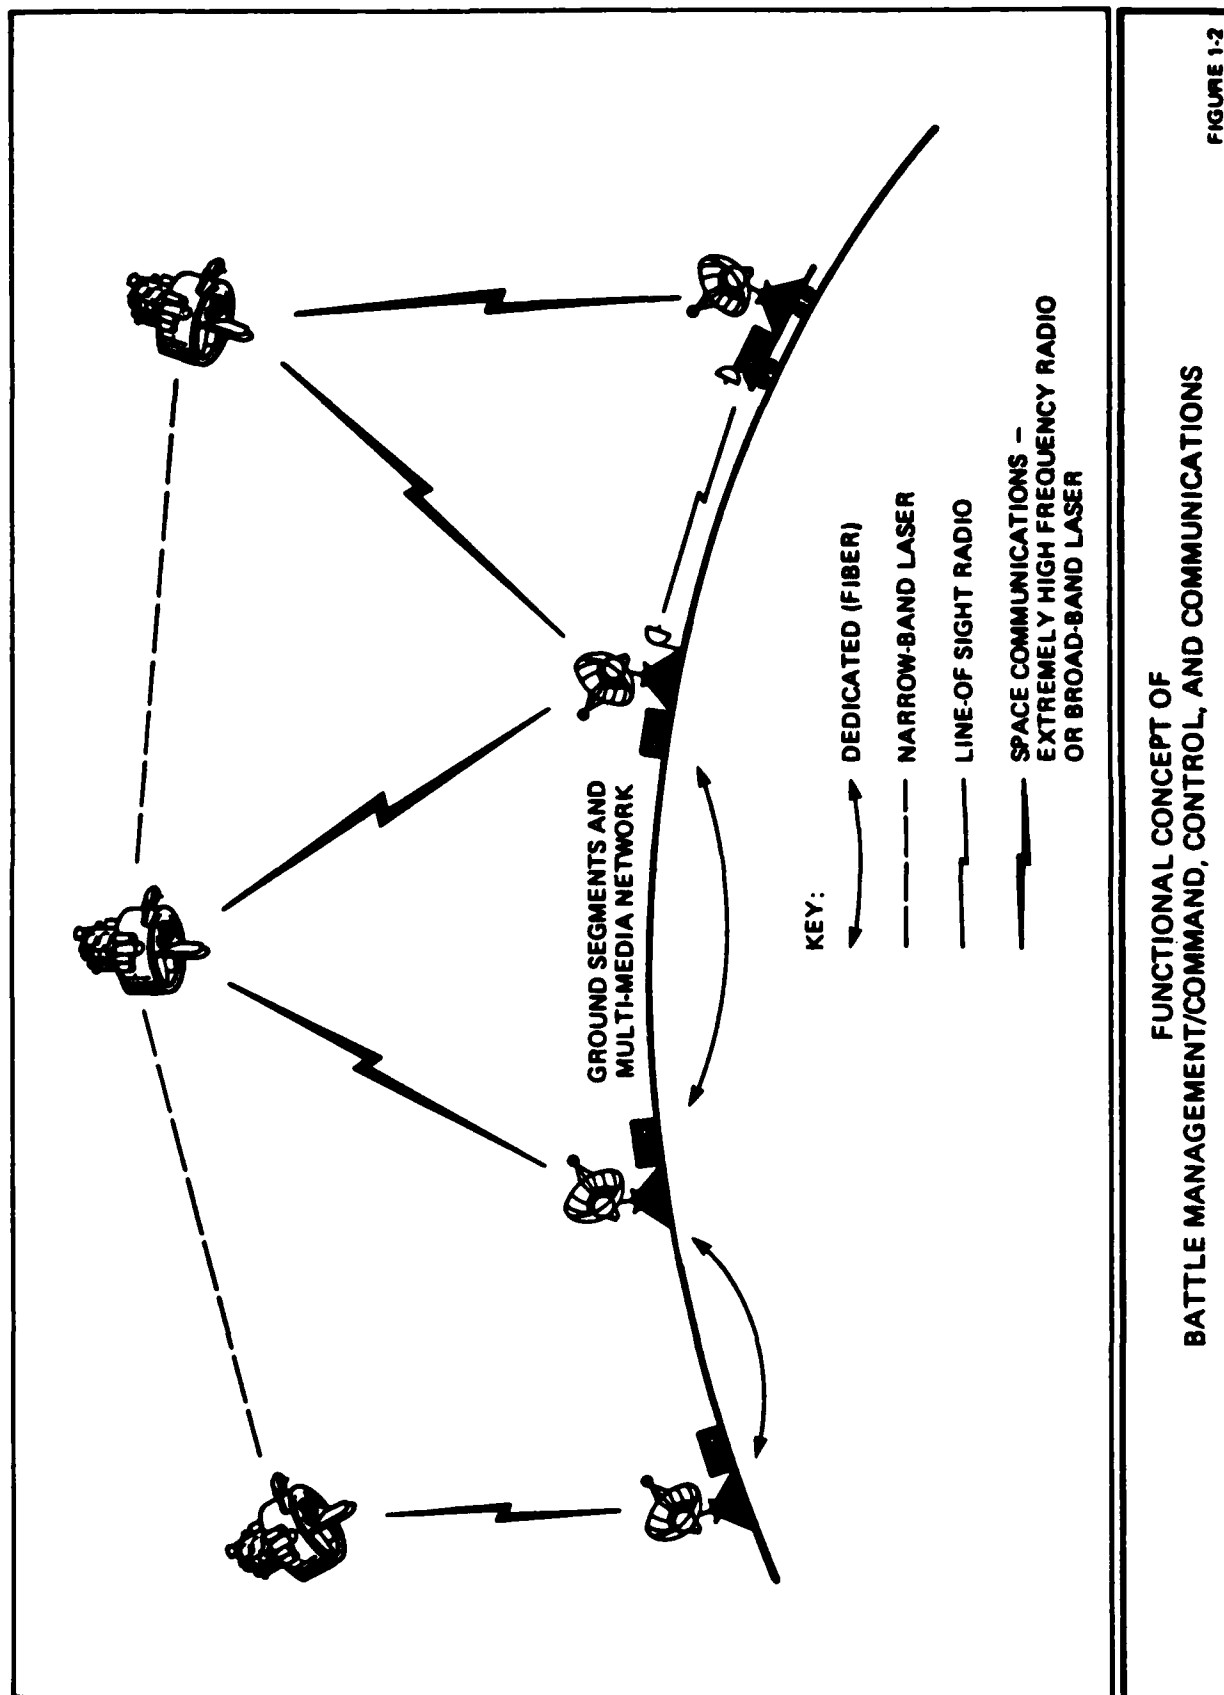 GROUND SEGMENTS AND
MULTI-MEDIA NETWORK
KEY:
DEDICATED (FIBER)
NARROW-BAND LASER
LINE-OF SIGHT RADIO
SPACE COMMUNICATIONS –
EXTREMELY HIGH FREQUENCY RADIO
OR BROAD-BAND LASER
FUNCTIONAL CONCEPT OF
BATTLE MANAGEMENT/COMMAND, CONTROL, AND COMMUNICATIONS
FIGURE 1-2